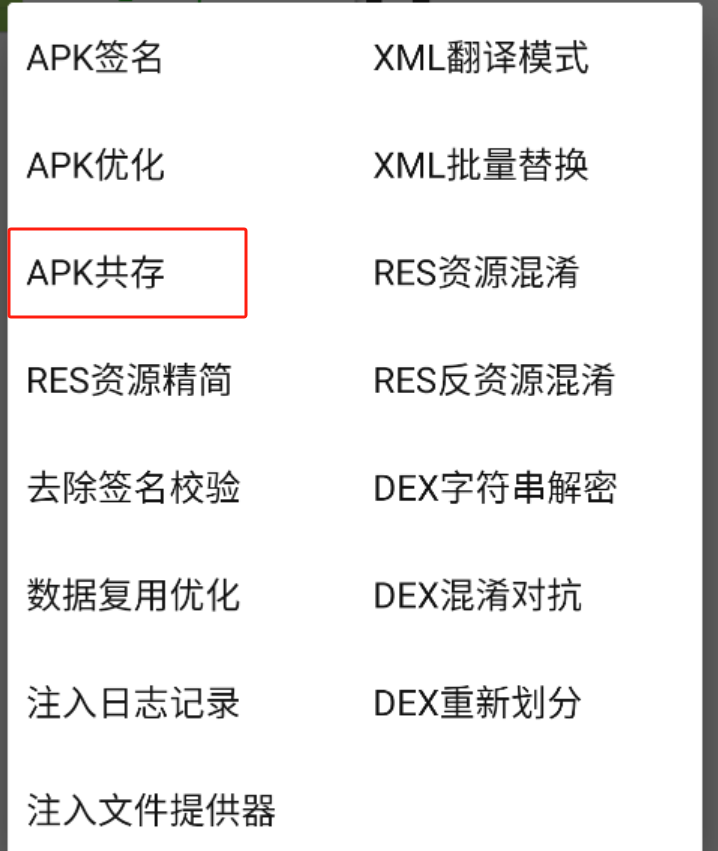 APK签名
XML翻译模式
APK优化
XML批量替换
APK共存
RES资源混淆
RES资源精简
RES反资源混淆
去除签名校验
DEX字符串解密
数据复用优化
DEX混淆对抗
注入日志记录
DEX重新划分
注入文件提供器